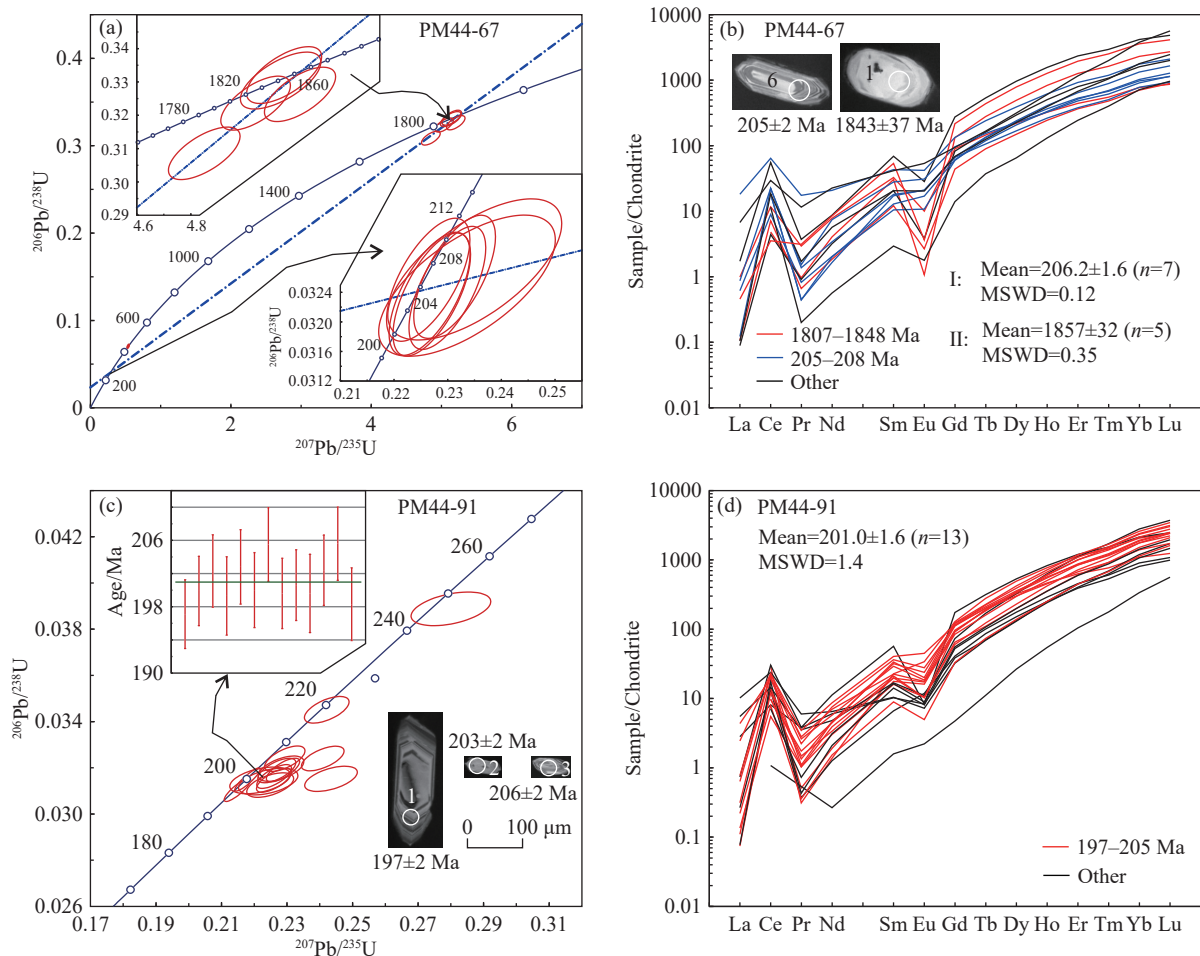 (a)
PM44-67
0.4
0.3
0.2
0.1
0
0
2
4
6
²⁰⁶Pb/²³⁸U
²⁰⁷Pb/²³⁵U
200
600
1000
1400
1800
0.34
0.33
0.32
0.31
0.30
0.29
4.6
4.8
1780
1820
1860
0.0324
0.0320
0.0316
0.0312
²⁰⁶Pb/²³⁸U
0.21
0.22
0.23
0.24
0.25
200
204
208
212
(b)
PM44-67
10000
1000
100
10
1
0.1
0.01
Sample/Chondrite
6
1
205±2 Ma
1843±37 Ma
I: Mean=206.2±1.6 (n=7)
MSWD=0.12
II: Mean=1857±32 (n=5)
MSWD=0.35
1807–1848 Ma
205–208 Ma
Other
La Ce Pr Nd Sm Eu Gd Tb Dy Ho Er Tm Yb Lu
(c)
PM44-91
0.042
0.038
0.034
0.030
0.026
²⁰⁶Pb/²³⁸U
0.17
0.19
0.21
0.23
0.25
0.27
0.29
0.31
²⁰⁷Pb/²³⁵U
180
200
220
240
260
Age/Ma
206
198
190
1
2
3
203±2 Ma
206±2 Ma
197±2 Ma
0
100 μm
(d)
PM44-91
Mean=201.0±1.6 (n=13)
MSWD=1.4
10000
1000
100
10
1
0.1
0.01
Sample/Chondrite
197–205 Ma
Other
La Ce Pr Nd Sm Eu Gd Tb Dy Ho Er Tm Yb Lu